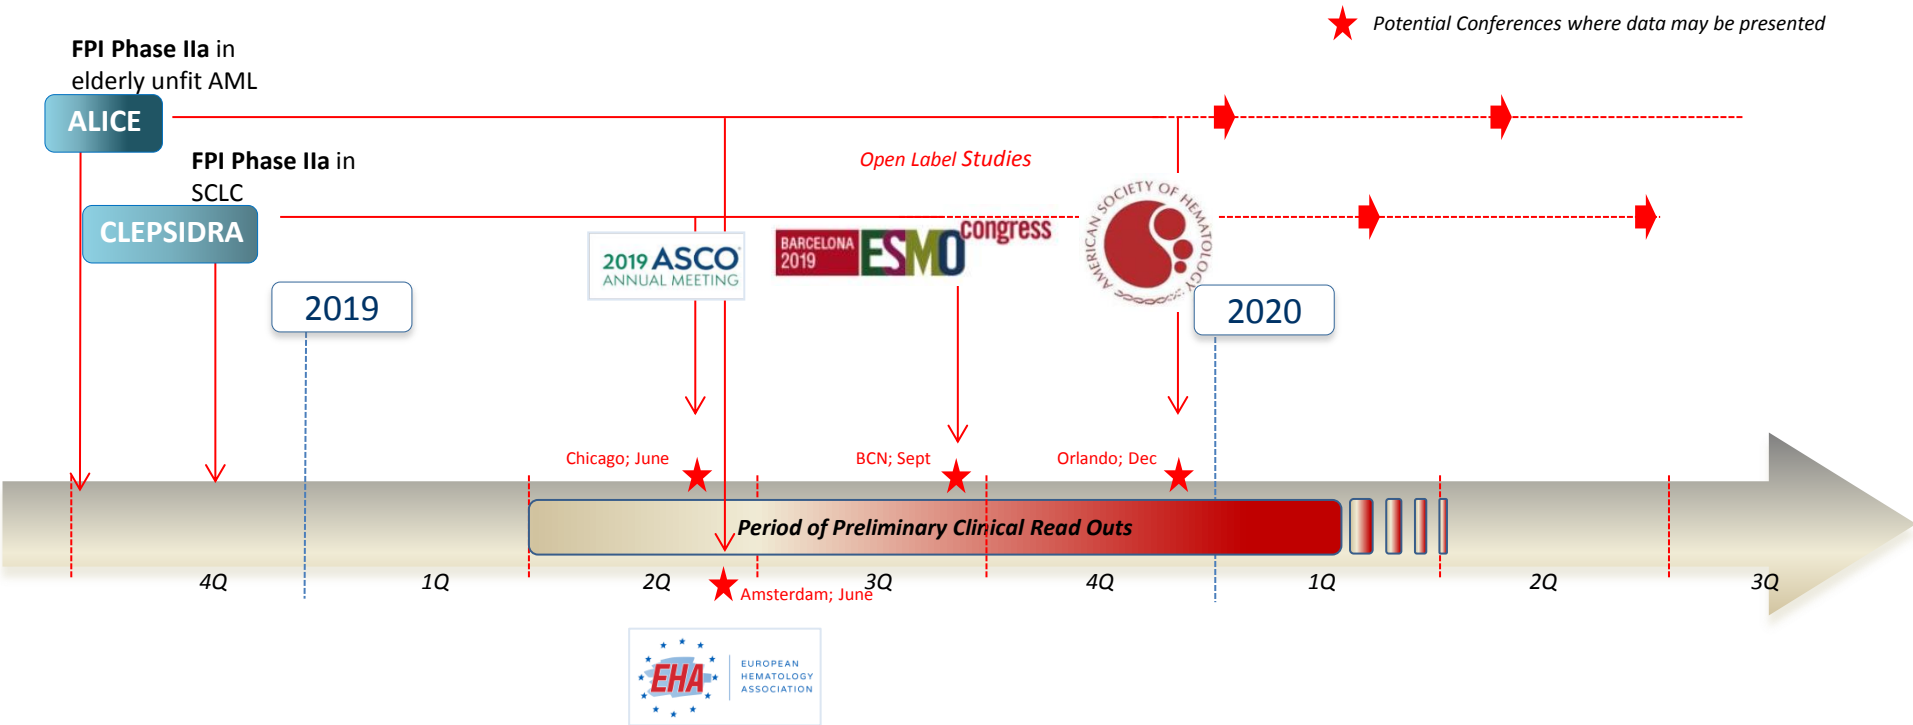 Potential Conferences where data may be presented
FPI Phase IIa in
elderly unfit AML
ALICE
FPI Phase IIa in
SCLC
CLEPSIDRA
Open Label Studies
2019 ASCO
ANNUAL MEETING
BARCELONA
2019
ESMO
congress
AMERICAN SOCIETY OF HEMATOLOGY
2019
2020
Chicago; June
BCN; Sept
Orlando; Dec
Period of Preliminary Clinical Read Outs
4Q
1Q
2Q
3Q
4Q
1Q
2Q
3Q
Amsterdam; June
EHA
EUROPEAN
HEMATOLOGY
ASSOCIATION